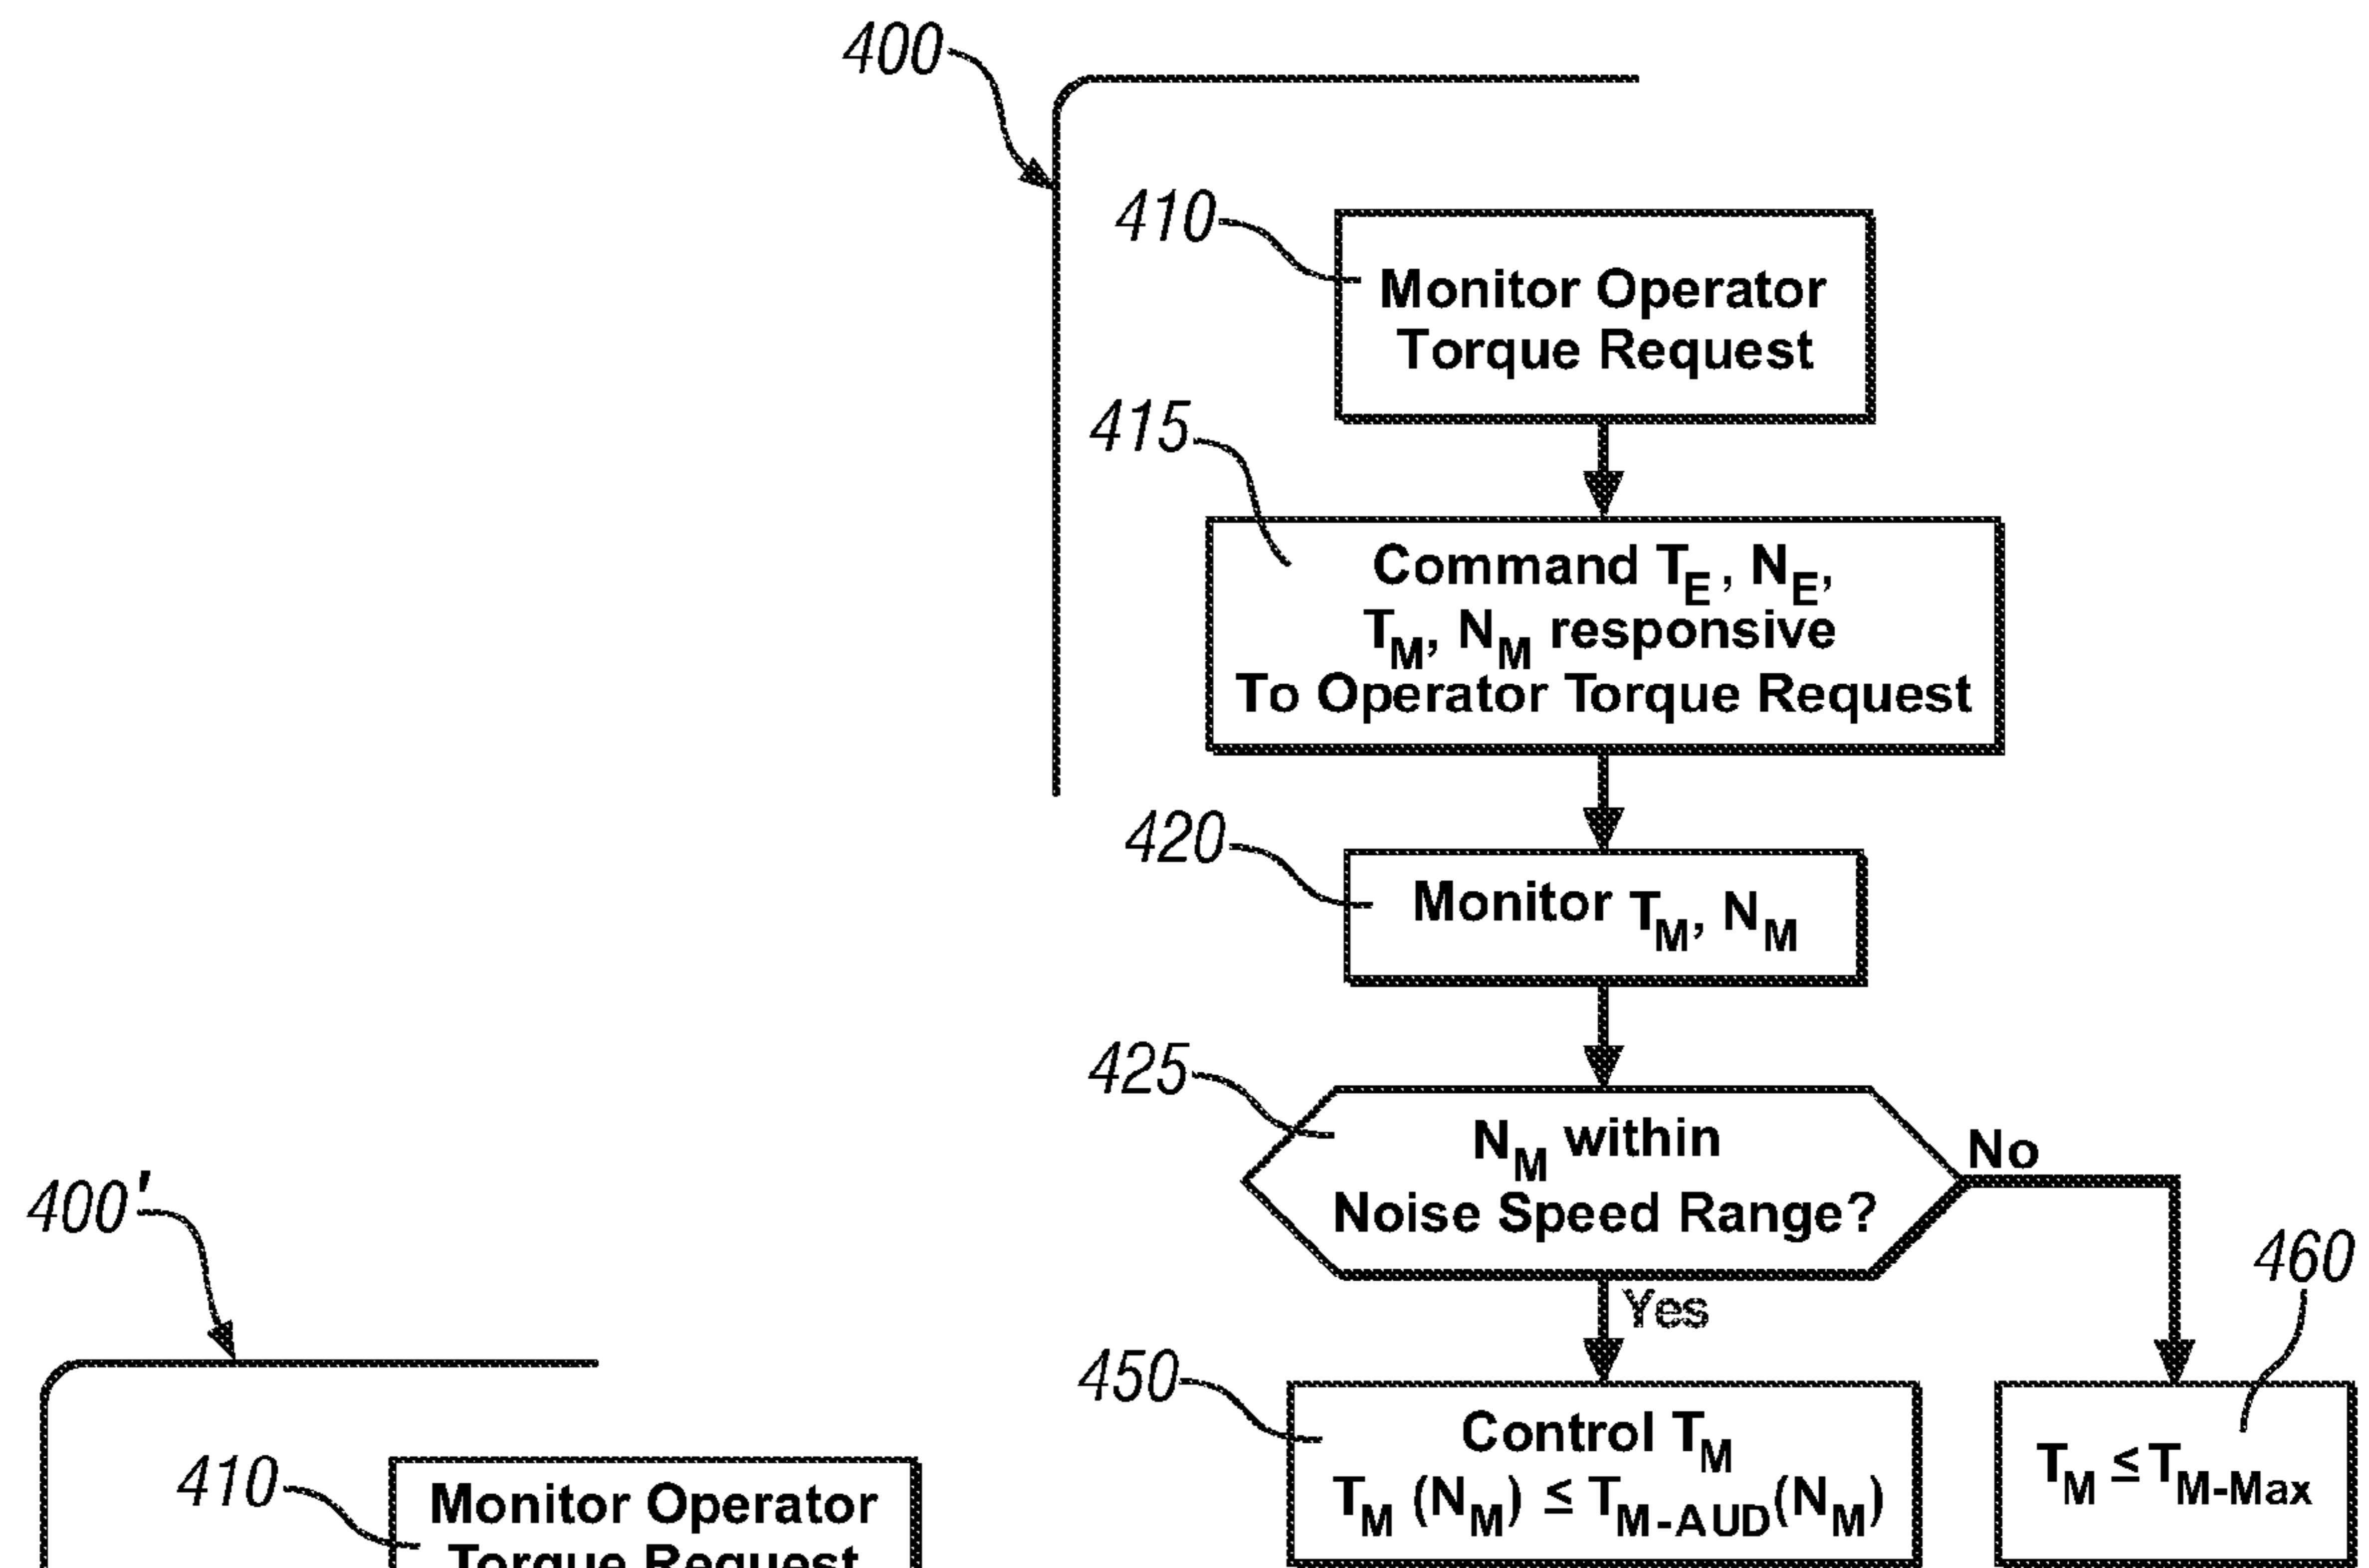 400
410
Monitor Operator
Torque Request
415
Command T_E, N_E,
T_M, N_M responsive
To Operator Torque Request
420
Monitor T_M, N_M
425
N_M within
Noise Speed Range?
No
Yes
460
450
Control T_M
T_M (N_M) ≤ T_M-AUD(N_M)
T_M ≤ T_M-Max
400'
410
Monitor Operator
Torque Request